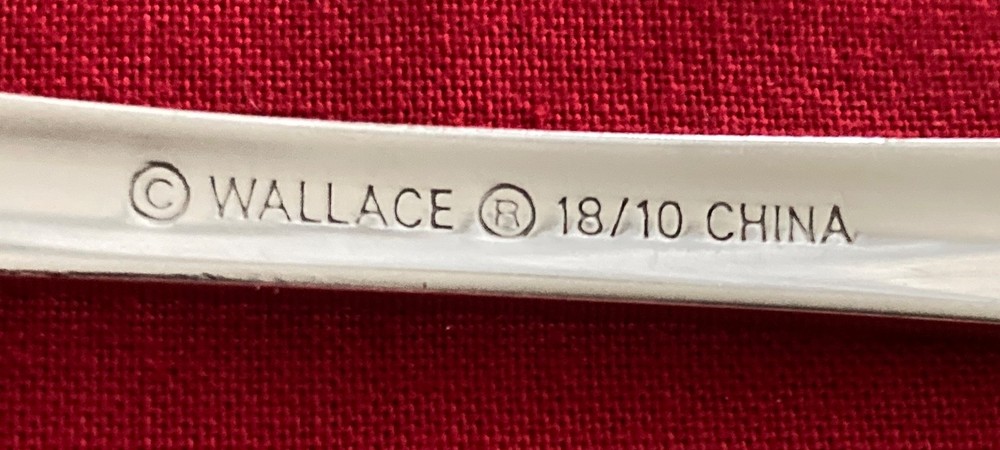 © WALLACE ® 18/10 CHINA